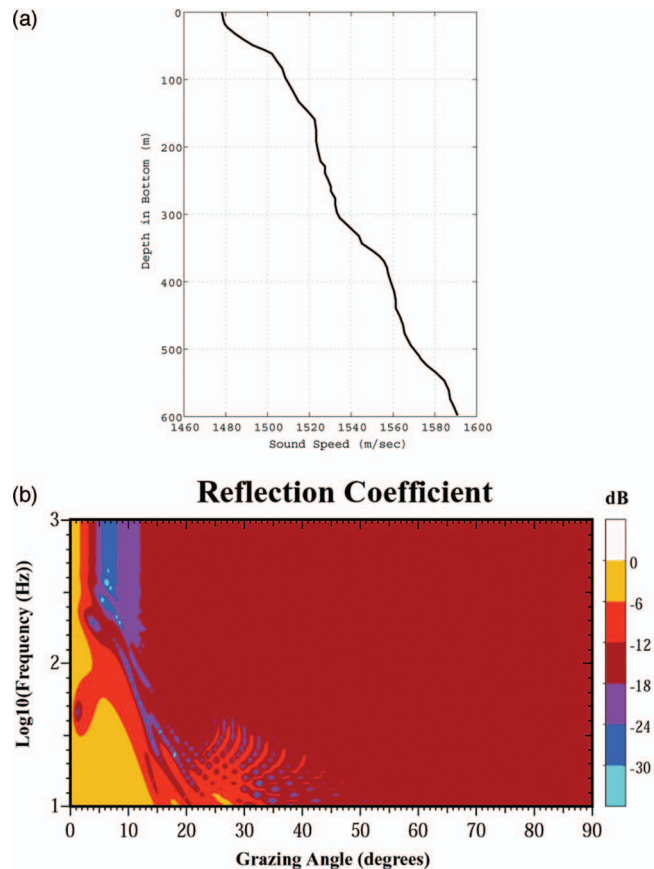 (a)
0
100
200
300
400
500
600
Depth in Bottom (m)
1460 1480 1500 1520 1540 1560 1580 1600
Sound Speed (m/sec)
(b)
Reflection Coefficient
dB
3
2
1
Log10(Frequency (Hz))
0
-6
-12
-18
-24
-30
0 10 20 30 40 50 60 70 80 90
Grazing Angle (degrees)